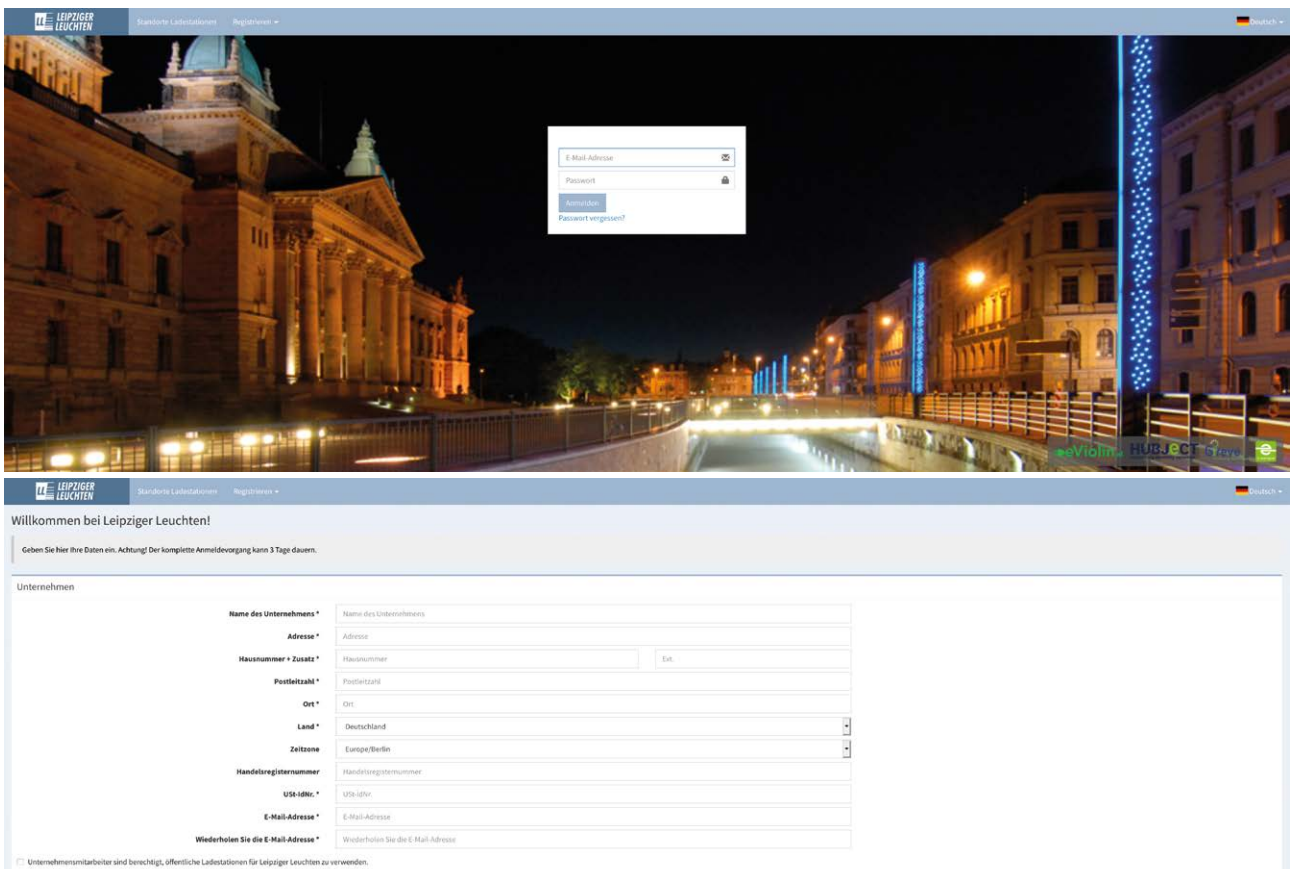 LEIPZIGER LEUCHTEN Standorte Ladestationen Registrieren Deutsch
E-Mail-Adresse
Passwort
Anmelden
Passwort vergessen?
eViolin HUBJECT
LEIPZIGER LEUCHTEN Standorte Ladestationen Registrieren Deutsch
Willkommen bei Leipziger Leuchten!
Geben Sie hier Ihre Daten ein. Achtung! Der komplette Anmeldevorgang kann 3 Tage dauern.
Unternehmen
Name des Unternehmens * Name des Unternehmens
Adresse * Adresse
Hausnummer + Zusatz * Hausnummer Ext.
Postleitzahl * Postleitzahl
Ort * Ort
Land * Deutschland
Zeitzone Europe/Berlin
Handelsregisternummer Handelsregisternummer
USt-IdNr. * USt-IdNr.
E-Mail-Adresse * E-Mail-Adresse
Wiederholen Sie die E-Mail-Adresse * Wiederholen Sie die E-Mail-Adresse
Unternehmensmitarbeiter sind berechtigt, öffentliche Ladestationen für Leipziger Leuchten zu verwenden.